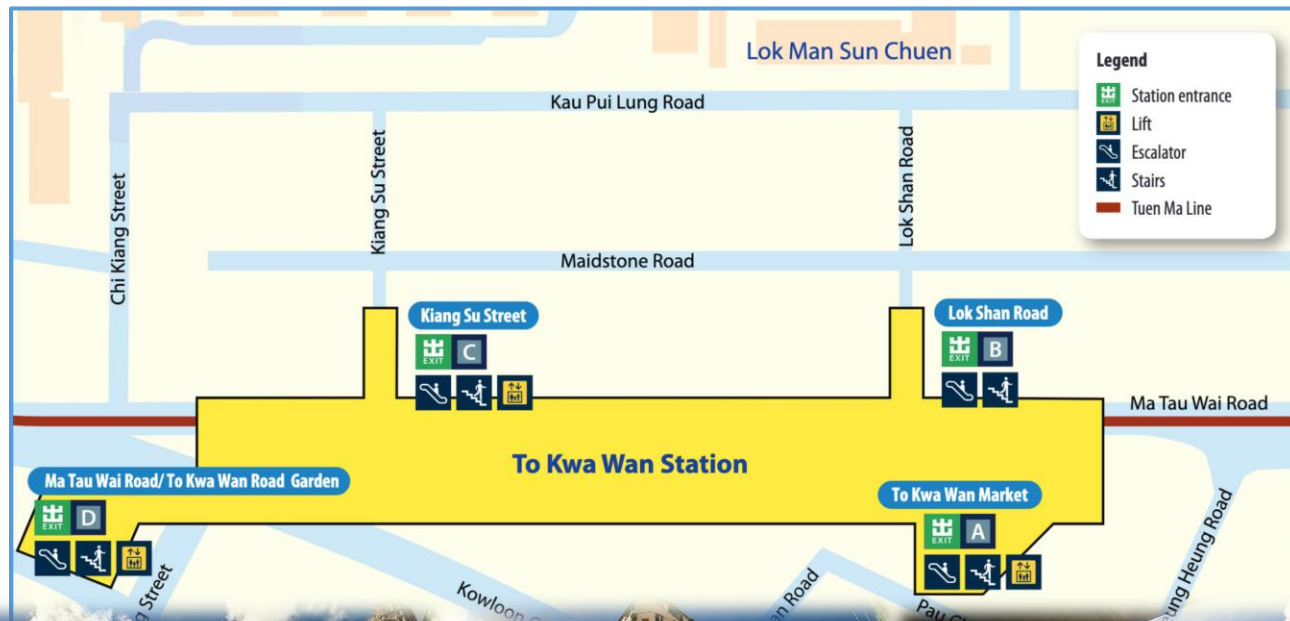 Lok Man Sun Chuen
Legend
Station entrance
Lift
Escalator
Stairs
Tuen Ma Line
Kau Pui Lung Road
Chi Kiang Street
Kiang Su Street
Lok Shan Road
Maidstone Road
Kiang Su Street
EXIT C
Lok Shan Road
EXIT B
Ma Tau Wai Road
To Kwa Wan Station
Ma Tau Wai Road/ To Kwa Wan Road Garden
EXIT D
To Kwa Wan Market
EXIT A
Street
Kowloon
Road
Road